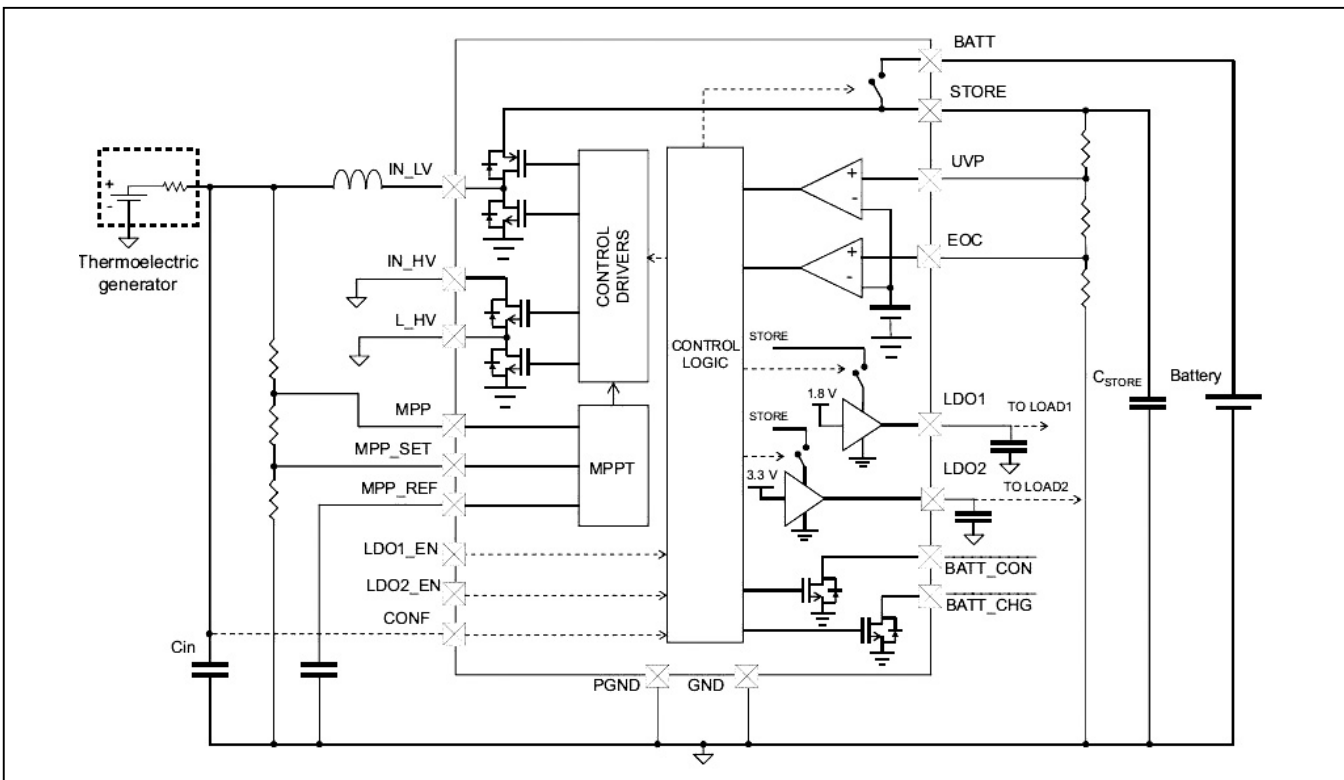 BATT
STORE
UVP
EOC
IN_LV
+
-
Thermoelectric
generator
IN_HV
L_HV
CONTROL
DRIVERS
CONTROL
LOGIC
+
-
+
-
STORE
1.8 V
STORE
3.3 V
CSTORE
Battery
LDO1
TO LOAD1
LDO2
TO LOAD2
MPP
MPP_SET
MPP_REF
MPPT
LDO1_EN
LDO2_EN
CONF
BATT_CON
BATT_CHG
Cin
PGND
GND